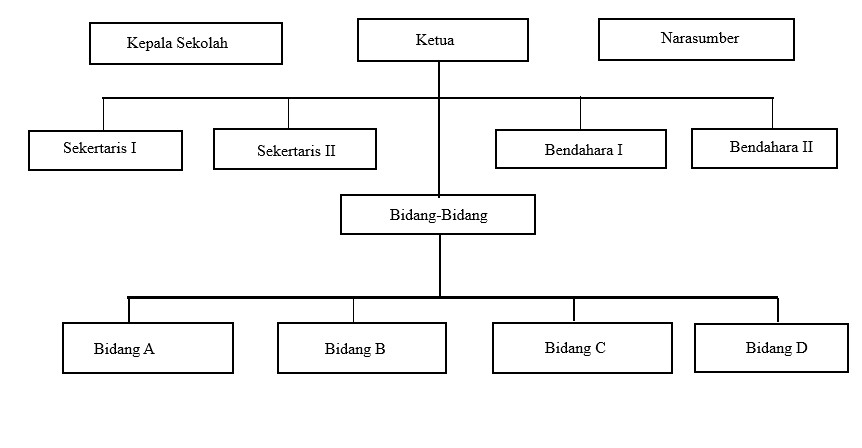 Kepala Sekolah
Ketua
Narasumber
Sekertaris I
Sekertaris II
Bendahara I
Bendahara II
Bidang-Bidang
Bidang A
Bidang B
Bidang C
Bidang D